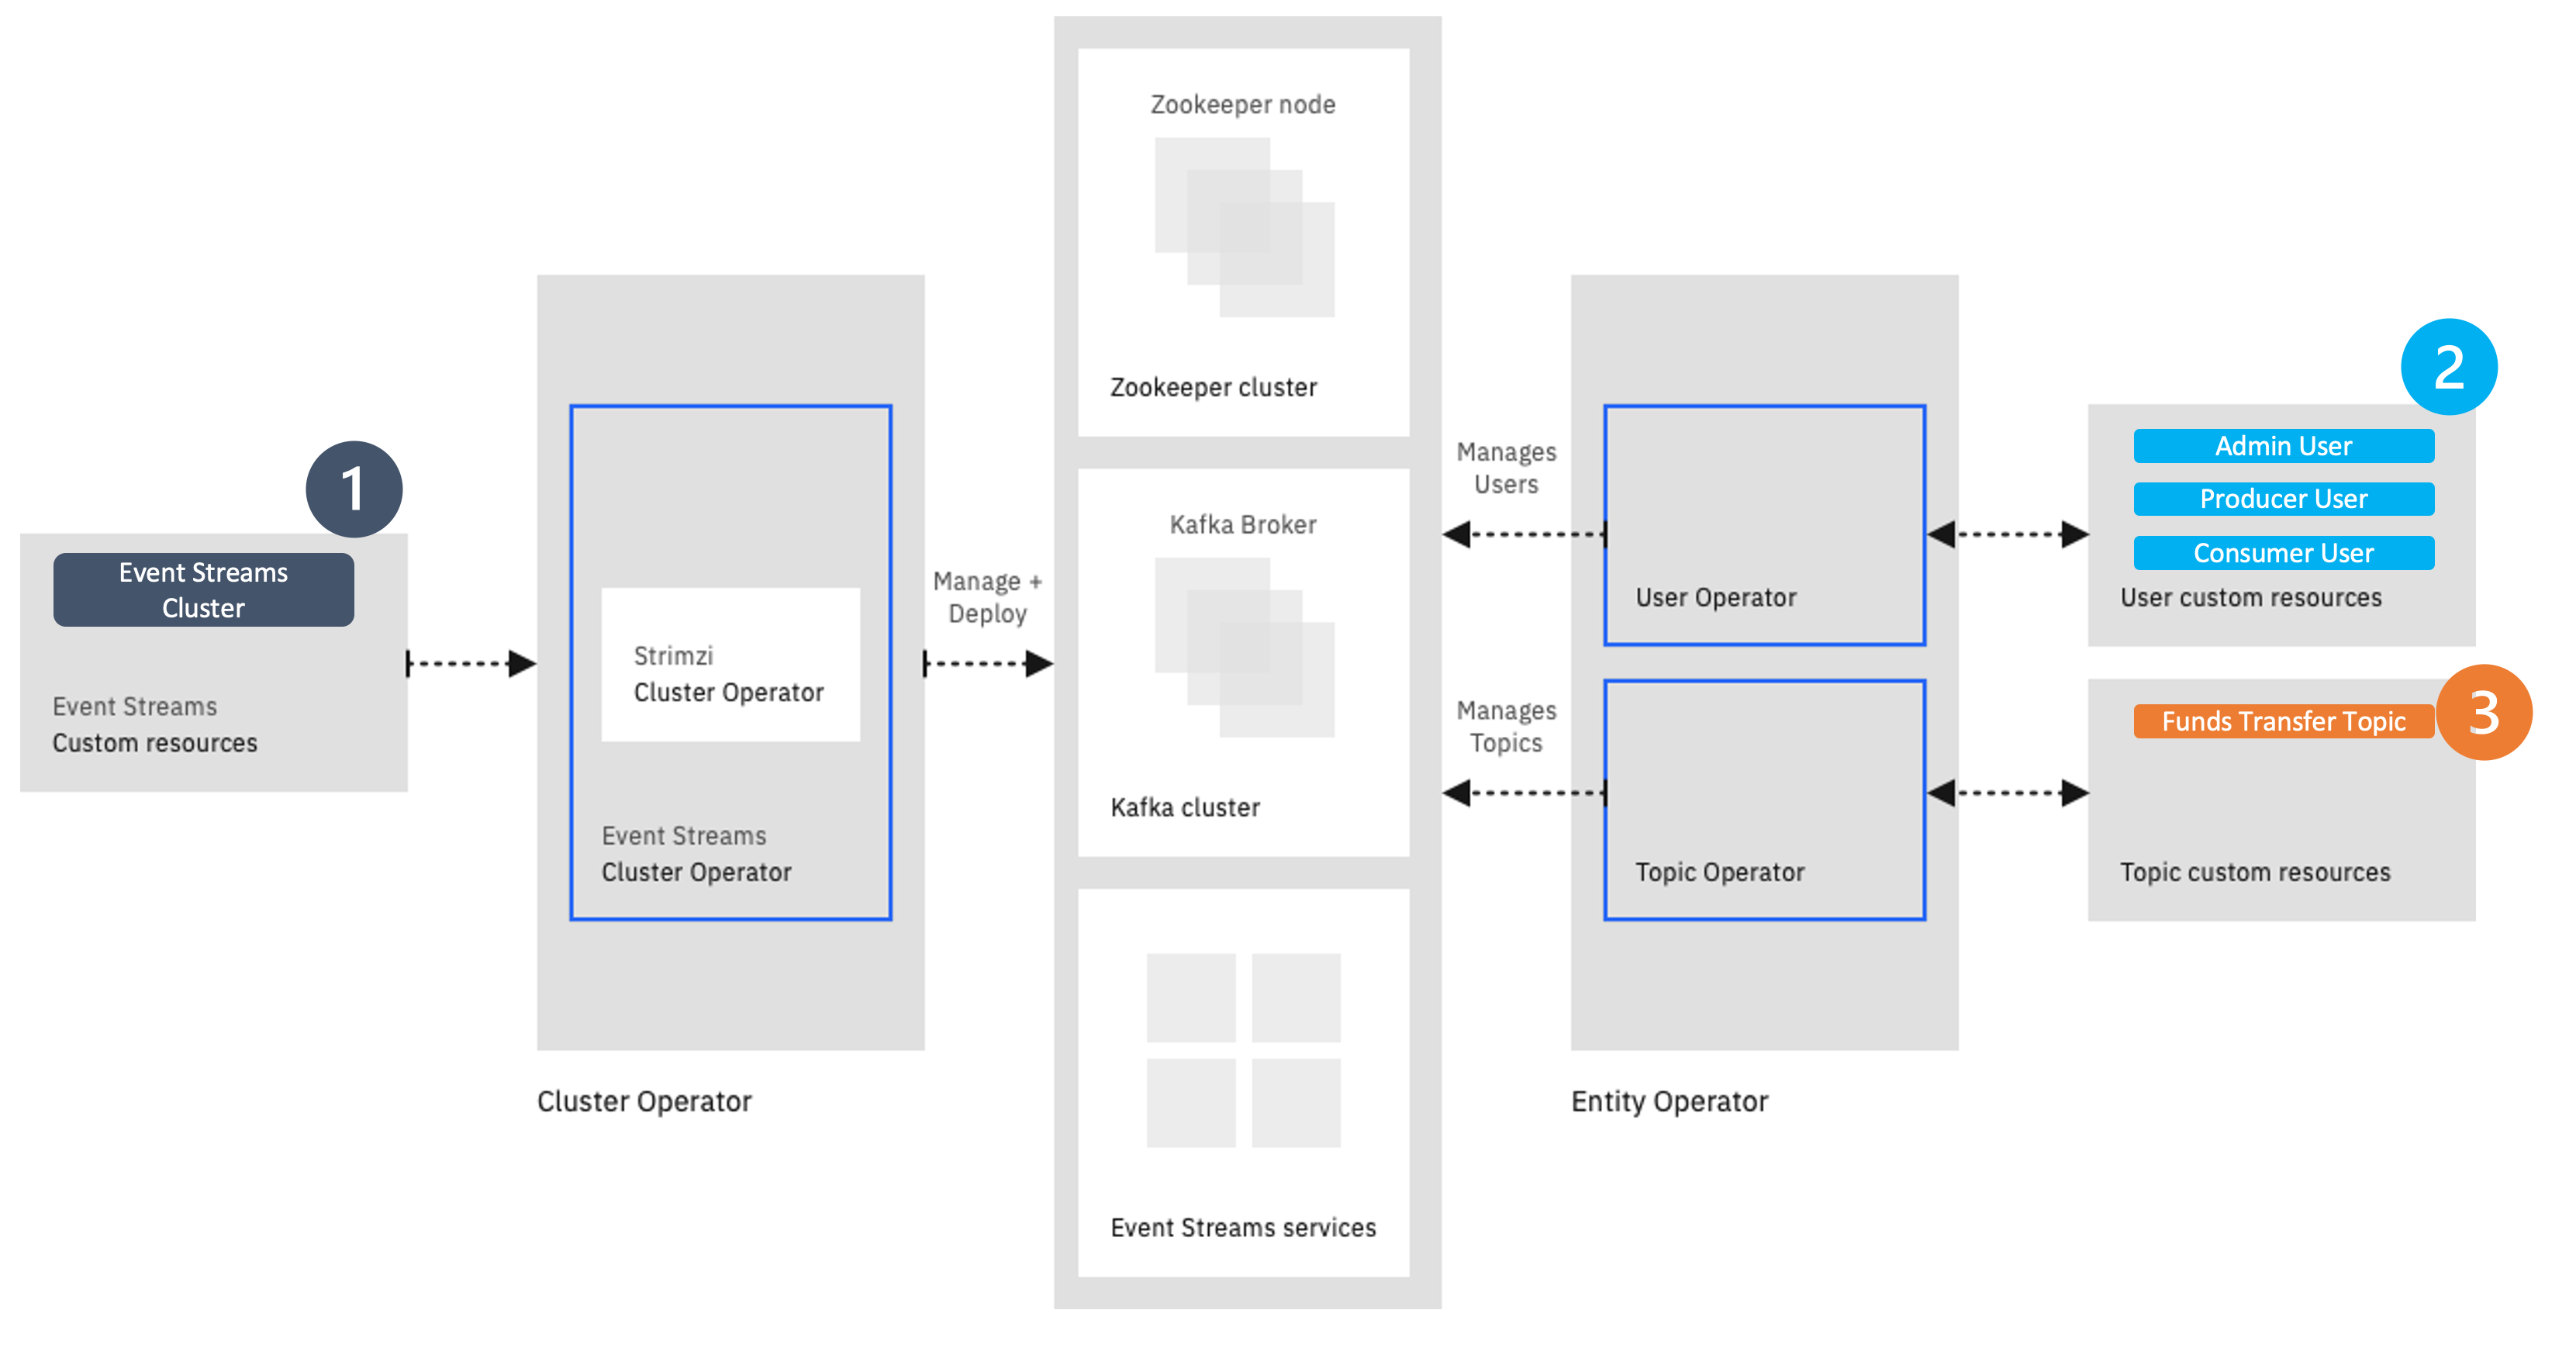 1
Event Streams
Cluster
Event Streams
Custom resources
Strimzi
Cluster Operator
Event Streams
Cluster Operator
Cluster Operator
Manage +
Deploy
Zookeeper node
Zookeeper cluster
Kafka Broker
Kafka cluster
Event Streams services
Manages
Users
Manages
Topics
User Operator
Topic Operator
Entity Operator
2
Admin User
Producer User
Consumer User
User custom resources
3
Funds Transfer Topic
Topic custom resources